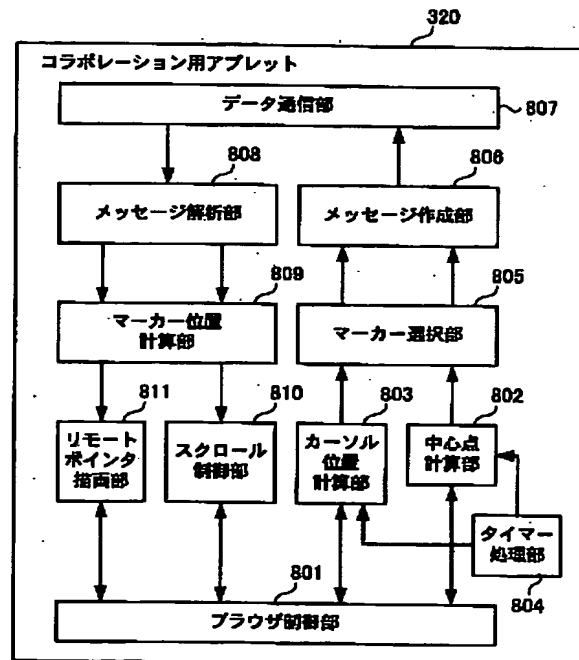 320
コラボレーション用アプレット
データ通信部
807
808
806
メッセージ解析部
メッセージ作成部
809
805
マーカー位置
計算部
マーカー選択部
811
810
803
802
リモート
ポインタ
描画部
スクロール
制御部
カーソル
位置
計算部
中心点
計算部
タイマー
処理部
801
804
ブラウザ制御部